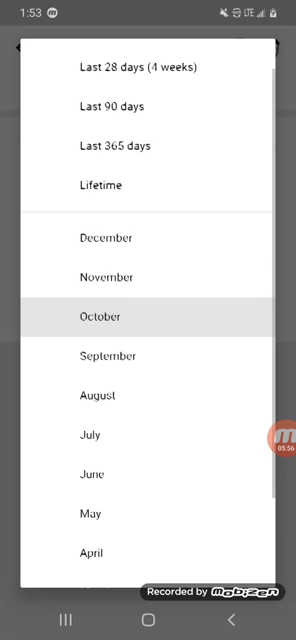 1:53
LTE
Last 28 days (4 weeks)
Last 90 days
Last 365 days
Lifetime
December
November
October
September
August
July
June
May
April
05:56
Recorded by mobizen